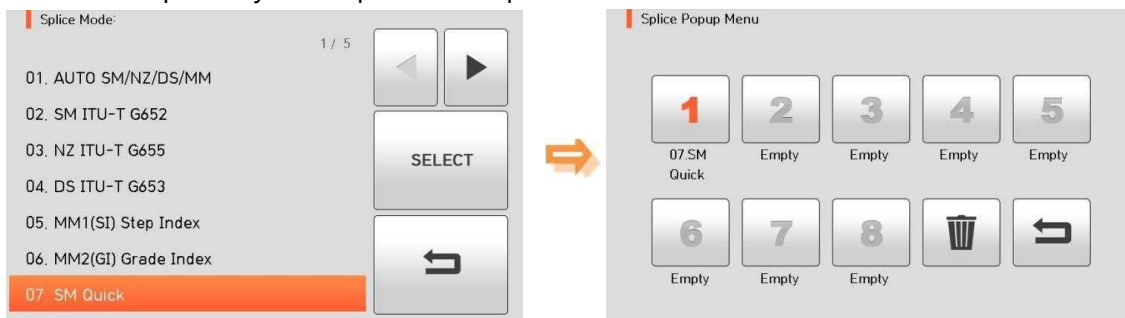 Splice Mode:
1 / 5
01. AUTO SM/NZ/DS/MM
02. SM ITU-T G652
03. NZ ITU-T G655
04. DS ITU-T G653
05. MM1(SI) Step Index
06. MM2(GI) Grade Index
07. SM Quick
SELECT
Splice Popup Menu
1 2 3 4 5
07.SM Quick Empty Empty Empty Empty
6 7 8
Empty Empty Empty